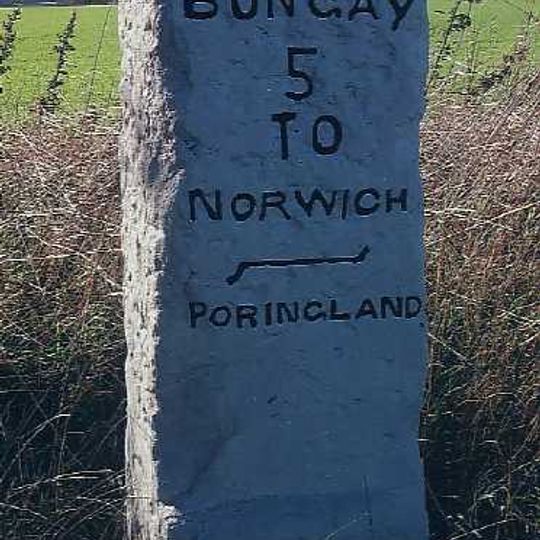 BUNGAY
5
TO
NORWICH
PORINGLAND